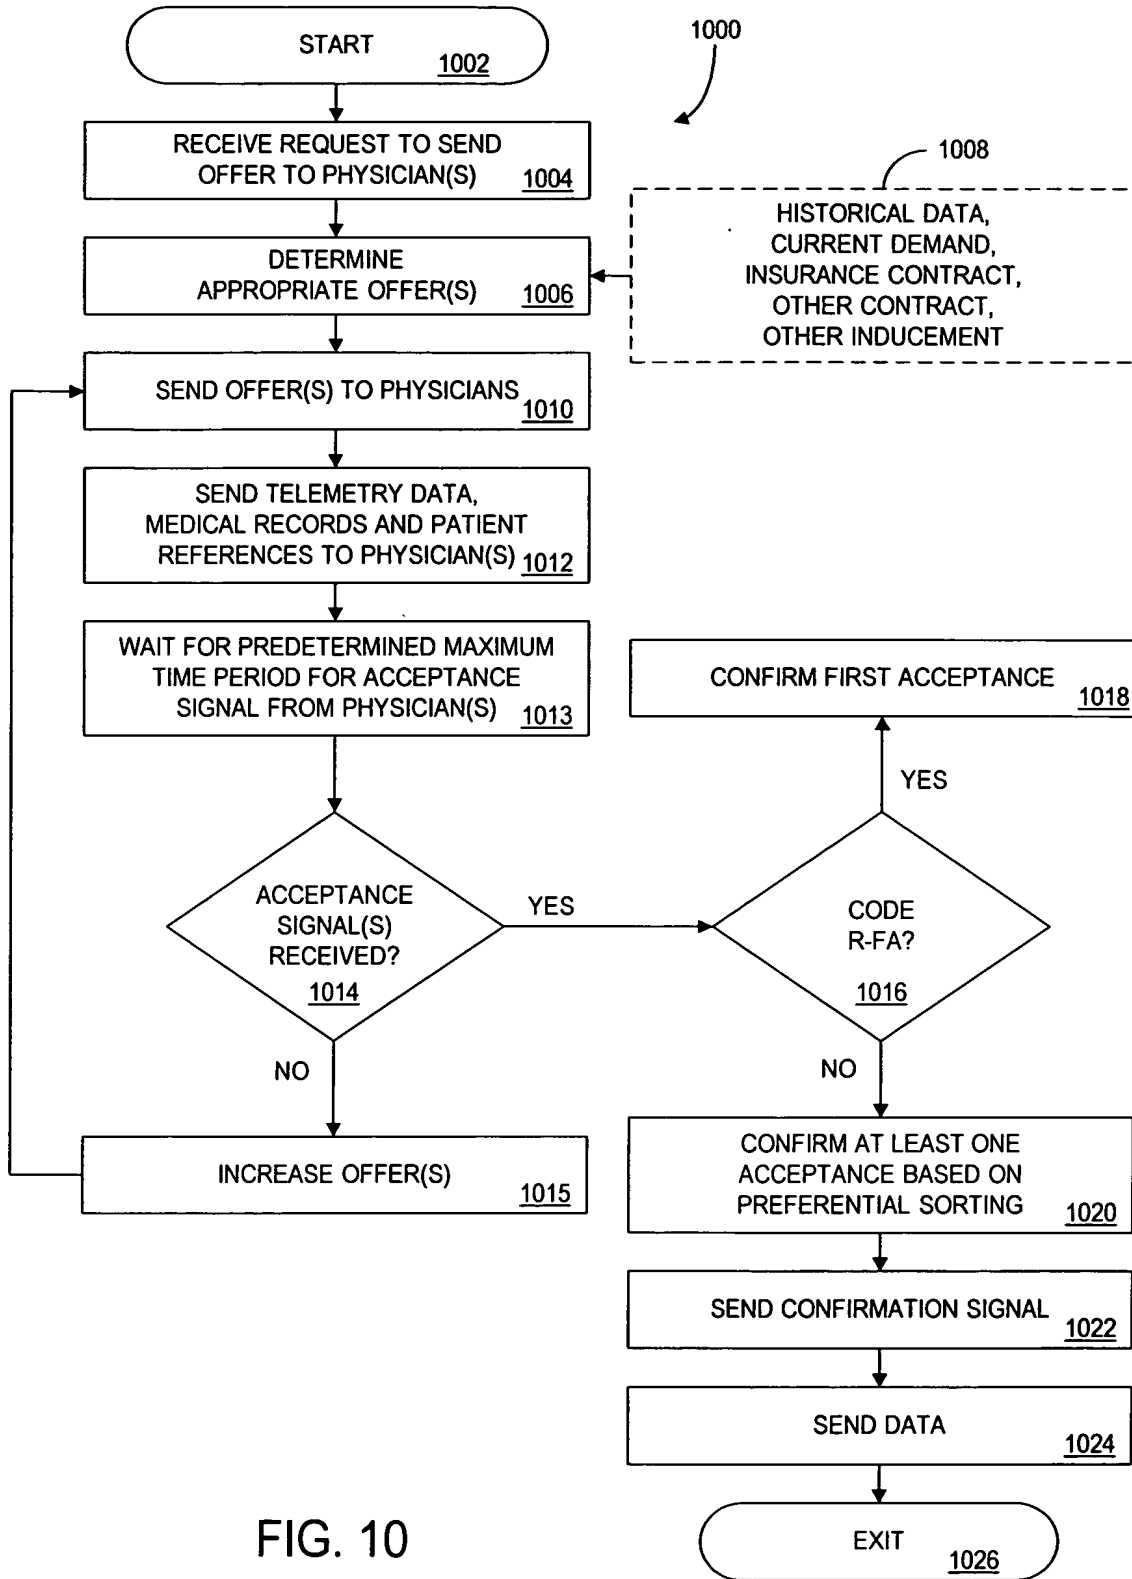 START
1002
1000
RECEIVE REQUEST TO SEND
OFFER TO PHYSICIAN(S)
1004
1008
HISTORICAL DATA,
CURRENT DEMAND,
INSURANCE CONTRACT,
OTHER CONTRACT,
OTHER INDUCEMENT
DETERMINE
APPROPRIATE OFFER(S)
1006
SEND OFFER(S) TO PHYSICIANS
1010
SEND TELEMETRY DATA,
MEDICAL RECORDS AND PATIENT
REFERENCES TO PHYSICIAN(S)
1012
WAIT FOR PREDETERMINED MAXIMUM
TIME PERIOD FOR ACCEPTANCE
SIGNAL FROM PHYSICIAN(S)
1013
CONFIRM FIRST ACCEPTANCE
1018
YES
ACCEPTANCE
SIGNAL(S)
RECEIVED?
1014
YES
CODE
R-FA?
1016
NO
NO
INCREASE OFFER(S)
1015
CONFIRM AT LEAST ONE
ACCEPTANCE BASED ON
PREFERENTIAL SORTING
1020
SEND CONFIRMATION SIGNAL
1022
SEND DATA
1024
EXIT
1026
FIG. 10